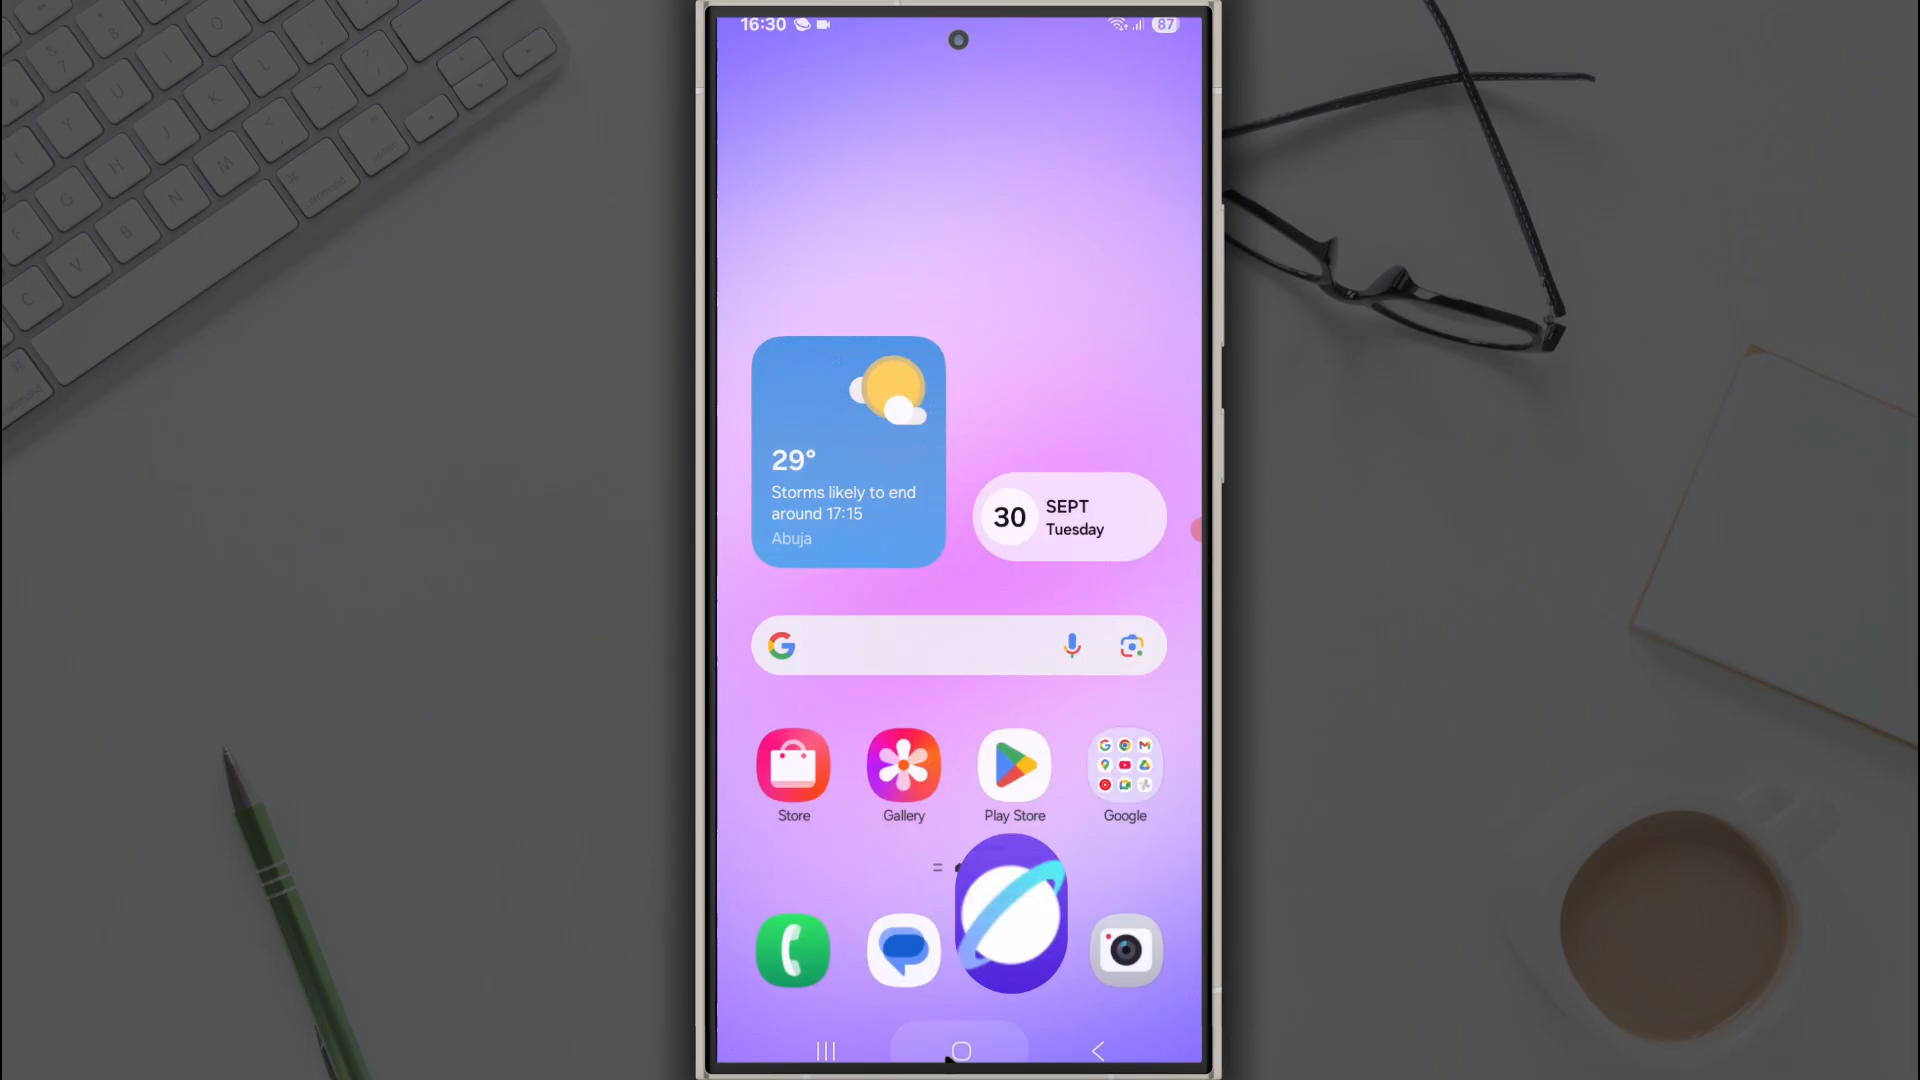 16:30
87
29°
Storms likely to end
around 17:15
Abuja
30
SEPT
Tuesday
Store
Gallery
Play Store
Google